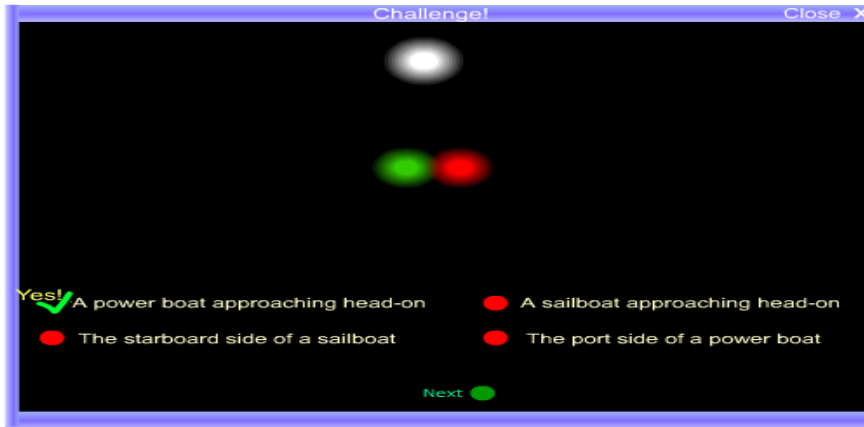 Challenge!
Close X
Yes!
A power boat approaching head-on
A sailboat approaching head-on
The starboard side of a sailboat
The port side of a power boat
Next